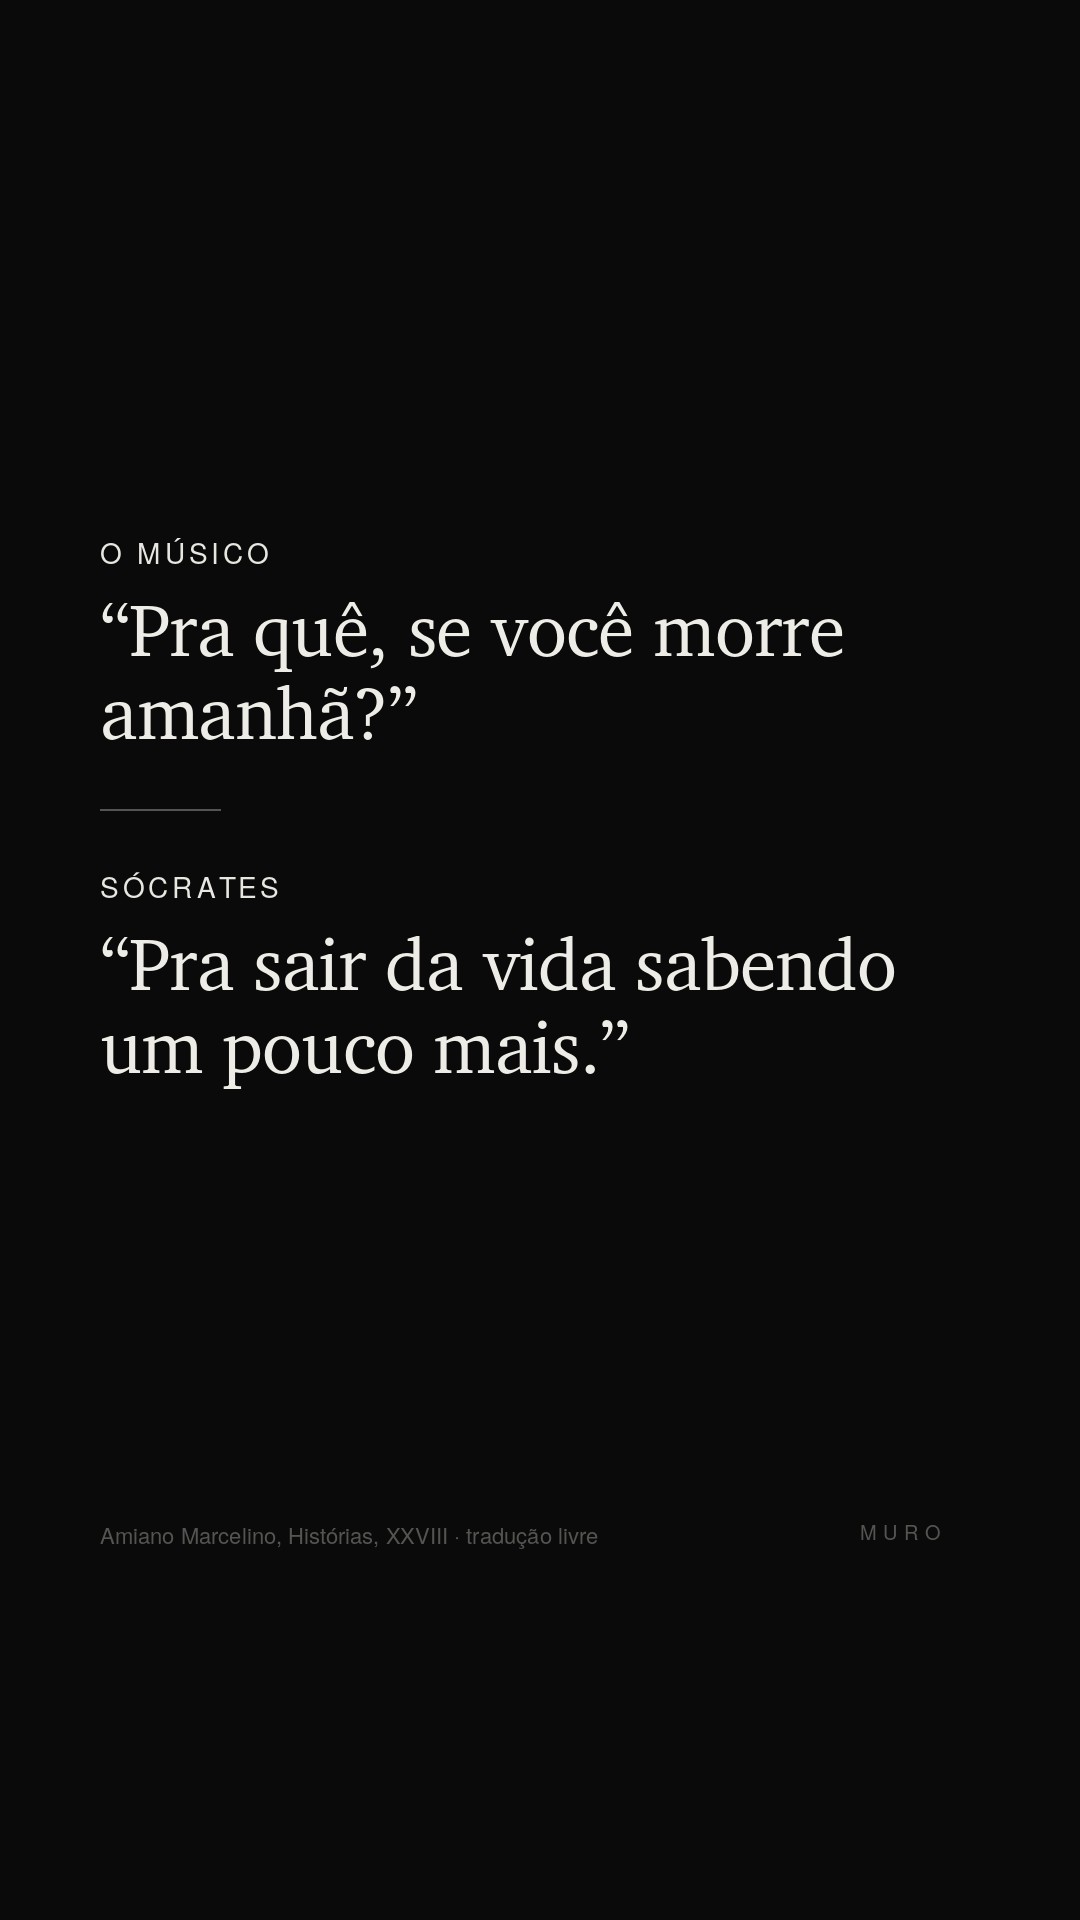 O MÚSICO
“Pra quê, se você morre
amanhã?”
SÓCRATES
“Pra sair da vida sabendo
um pouco mais.”
Amiano Marcelino, Histórias, XXVIII · tradução livre
MURO